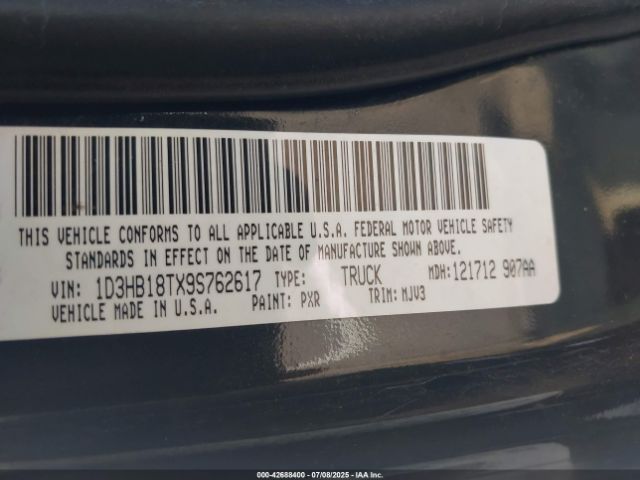 THIS VEHICLE CONFORMS TO ALL APPLICABLE U.S.A. FEDERAL MOTOR VEHICLE SAFETY
STANDARDS IN EFFECT ON THE DATE OF MANUFACTURE SHOWN ABOVE.
VIN: 1D3HB18TX9S762617 TYPE: TRUCK MDH:121712 907AA
VEHICLE MADE IN U.S.A. PAINT: PXR TRIM: MJV3
000-42688400 - 07/08/2025 - IAA Inc.